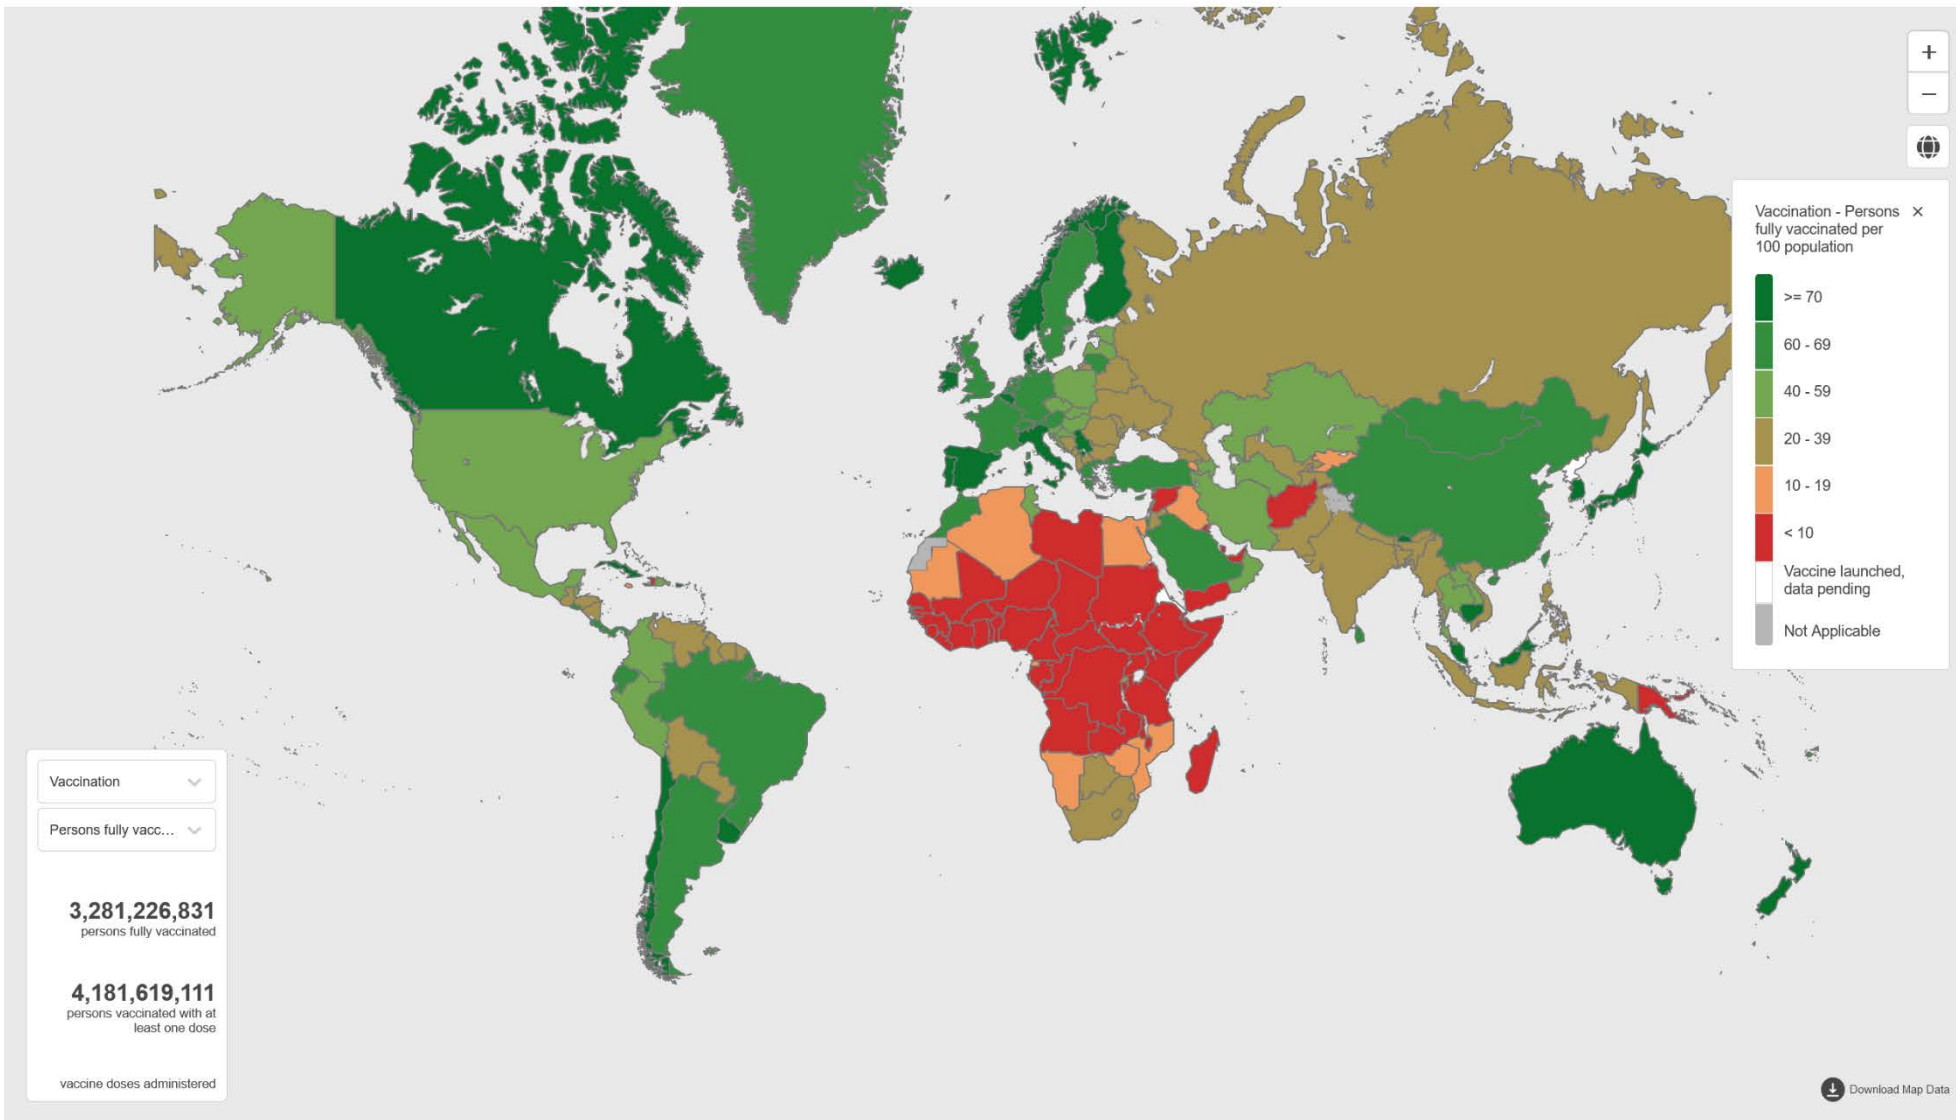 +
−
Vaccination - Persons ×
fully vaccinated per
100 population
>= 70
60 - 69
40 - 59
20 - 39
10 - 19
< 10
Vaccine launched,
data pending
Not Applicable
Vaccination
Persons fully vacc...
3,281,226,831
persons fully vaccinated
4,181,619,111
persons vaccinated with at
least one dose
vaccine doses administered
Download Map Data